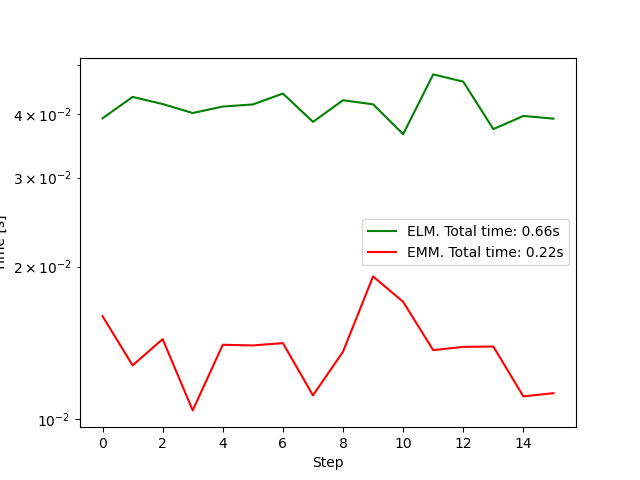 4 × 10⁻²
3 × 10⁻²
2 × 10⁻²
10⁻²
Time [s]
ELM. Total time: 0.66s
EMM. Total time: 0.22s
0 2 4 6 8 10 12 14
Step